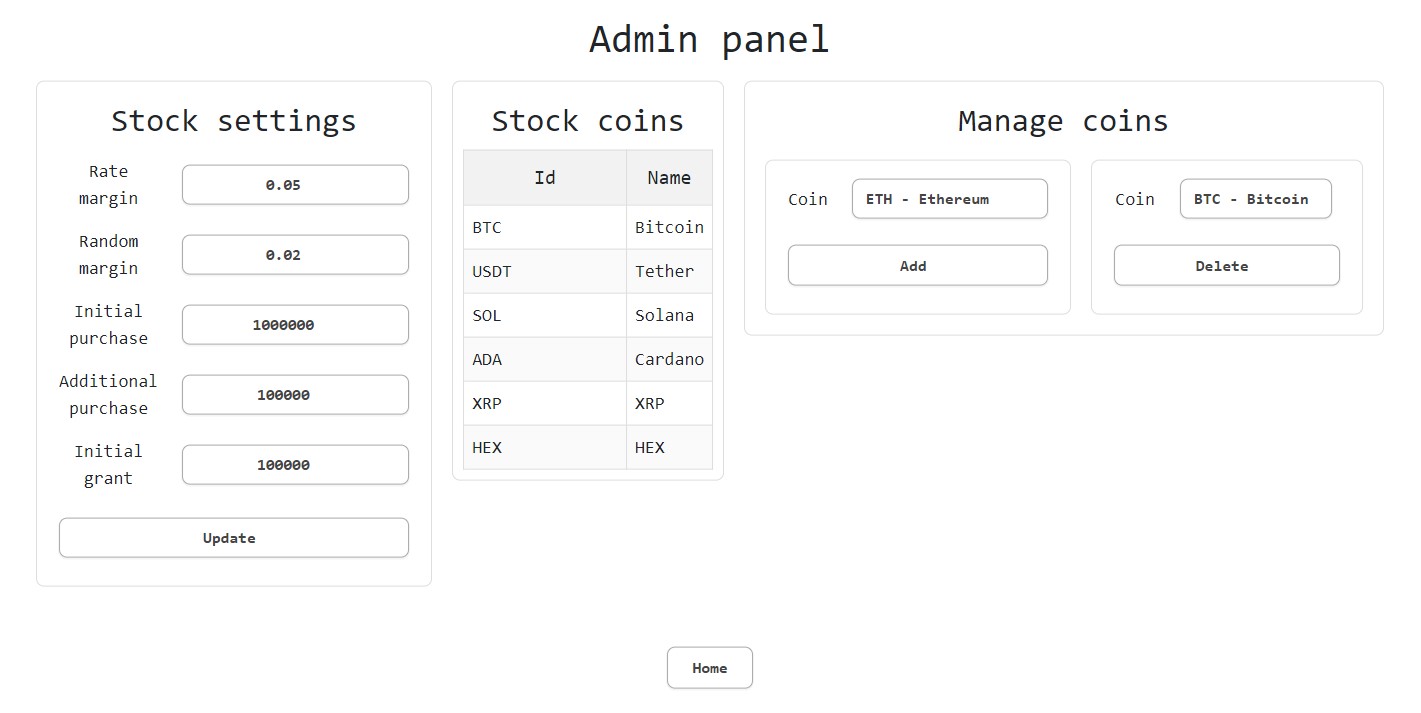 Admin panel
Stock settings
Rate
margin
0.05
Random
margin
0.02
Initial
purchase
1000000
Additional
purchase
100000
Initial
grant
100000
Update
Stock coins
Id Name
BTC Bitcoin
USDT Tether
SOL Solana
ADA Cardano
XRP XRP
HEX HEX
Manage coins
Coin ETH - Ethereum
Add
Coin BTC - Bitcoin
Delete
Home